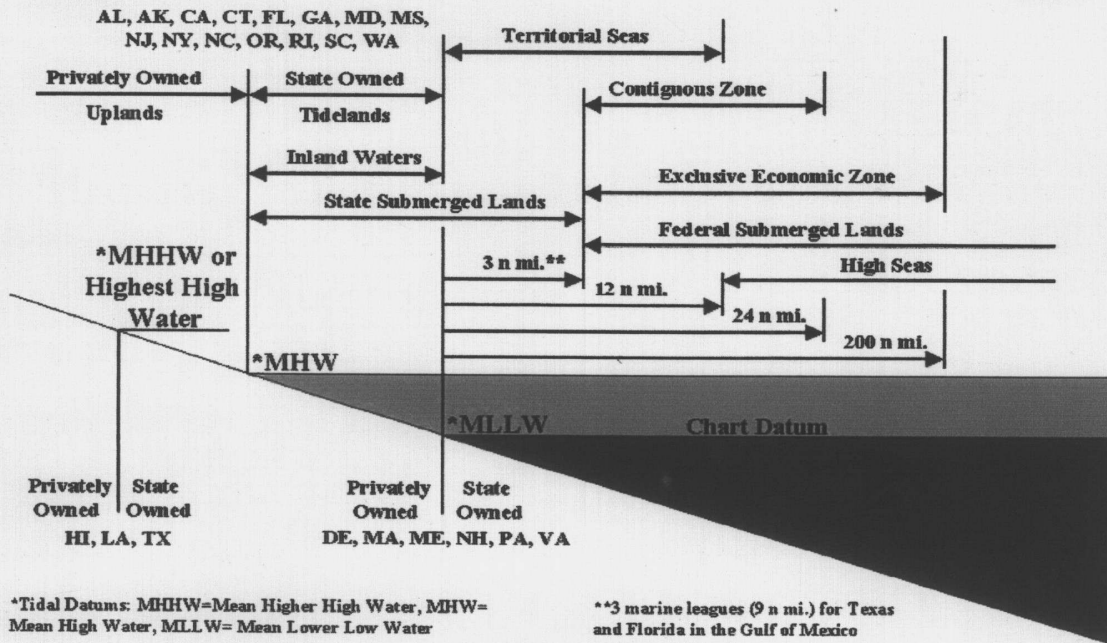 AL, AK, CA, CT, FL, GA, MD, MS,
NJ, NY, NC, OR, RI, SC, WA
Territorial Seas
Privately Owned
Uplands
State Owned
Tidelands
Contiguous Zone
Inland Waters
Exclusive Economic Zone
State Submerged Lands
Federal Submerged Lands
*MHHW or
Highest High
Water
3 n mi.**
High Seas
12 n mi.
24 n mi.
200 n mi.
*MHW
*MLLW
Chart Datum
Privately
Owned
State
Owned
HI, LA, TX
Privately
Owned
State
Owned
DE, MA, ME, NH, PA, VA
*Tidal Datums: MHHW=Mean Higher High Water, MHW=
Mean High Water, MLLW= Mean Lower Low Water
**3 marine leagues (9 n mi.) for Texas
and Florida in the Gulf of Mexico